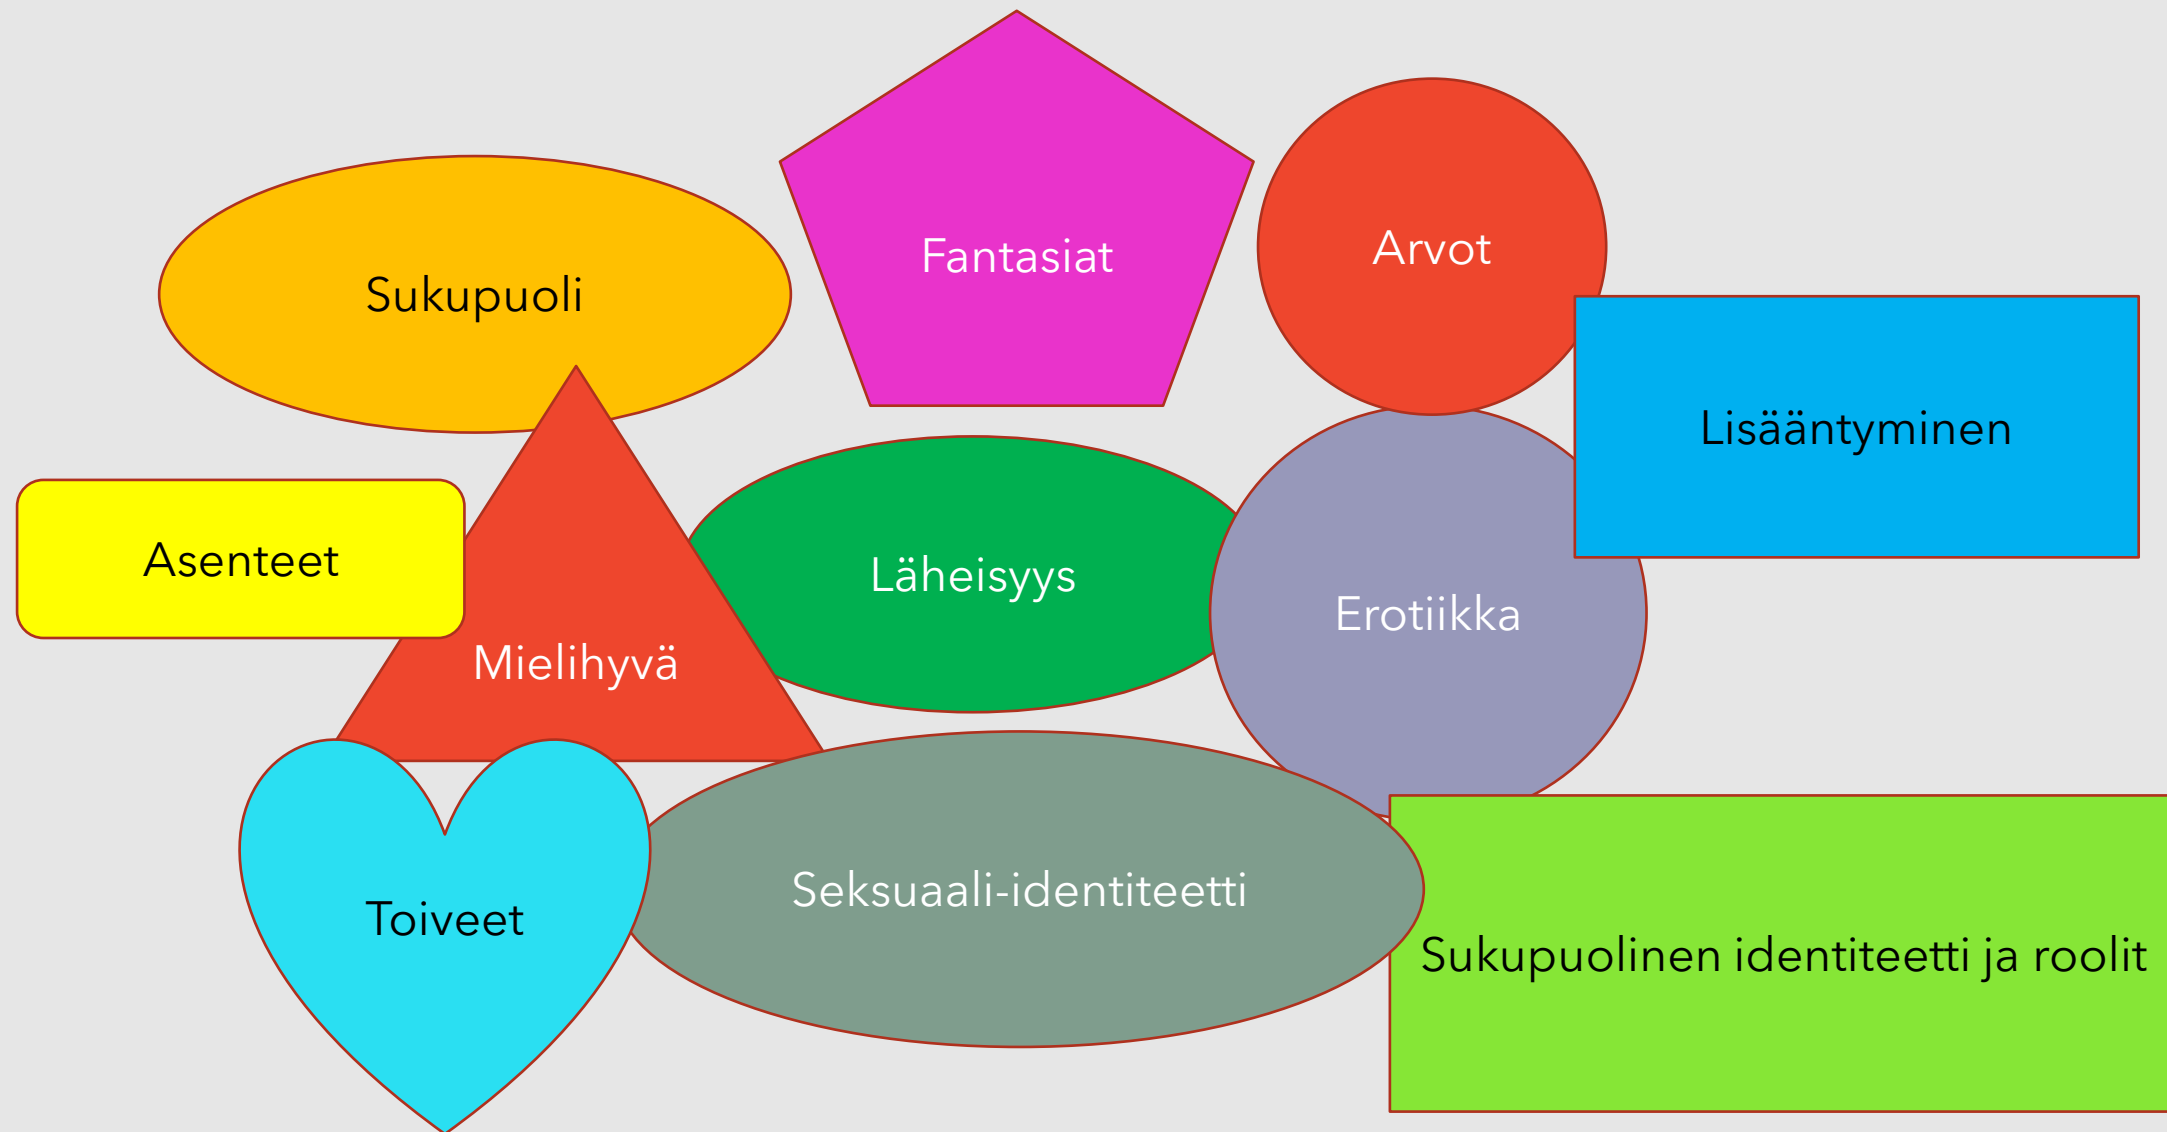 Fantasiat
Arvot
Sukupuoli
Lisääntyminen
Asenteet
Läheisyys
Erotiikka
Mielihyvä
Seksuaali-identiteetti
Toiveet
Sukupuolinen identiteetti ja roolit